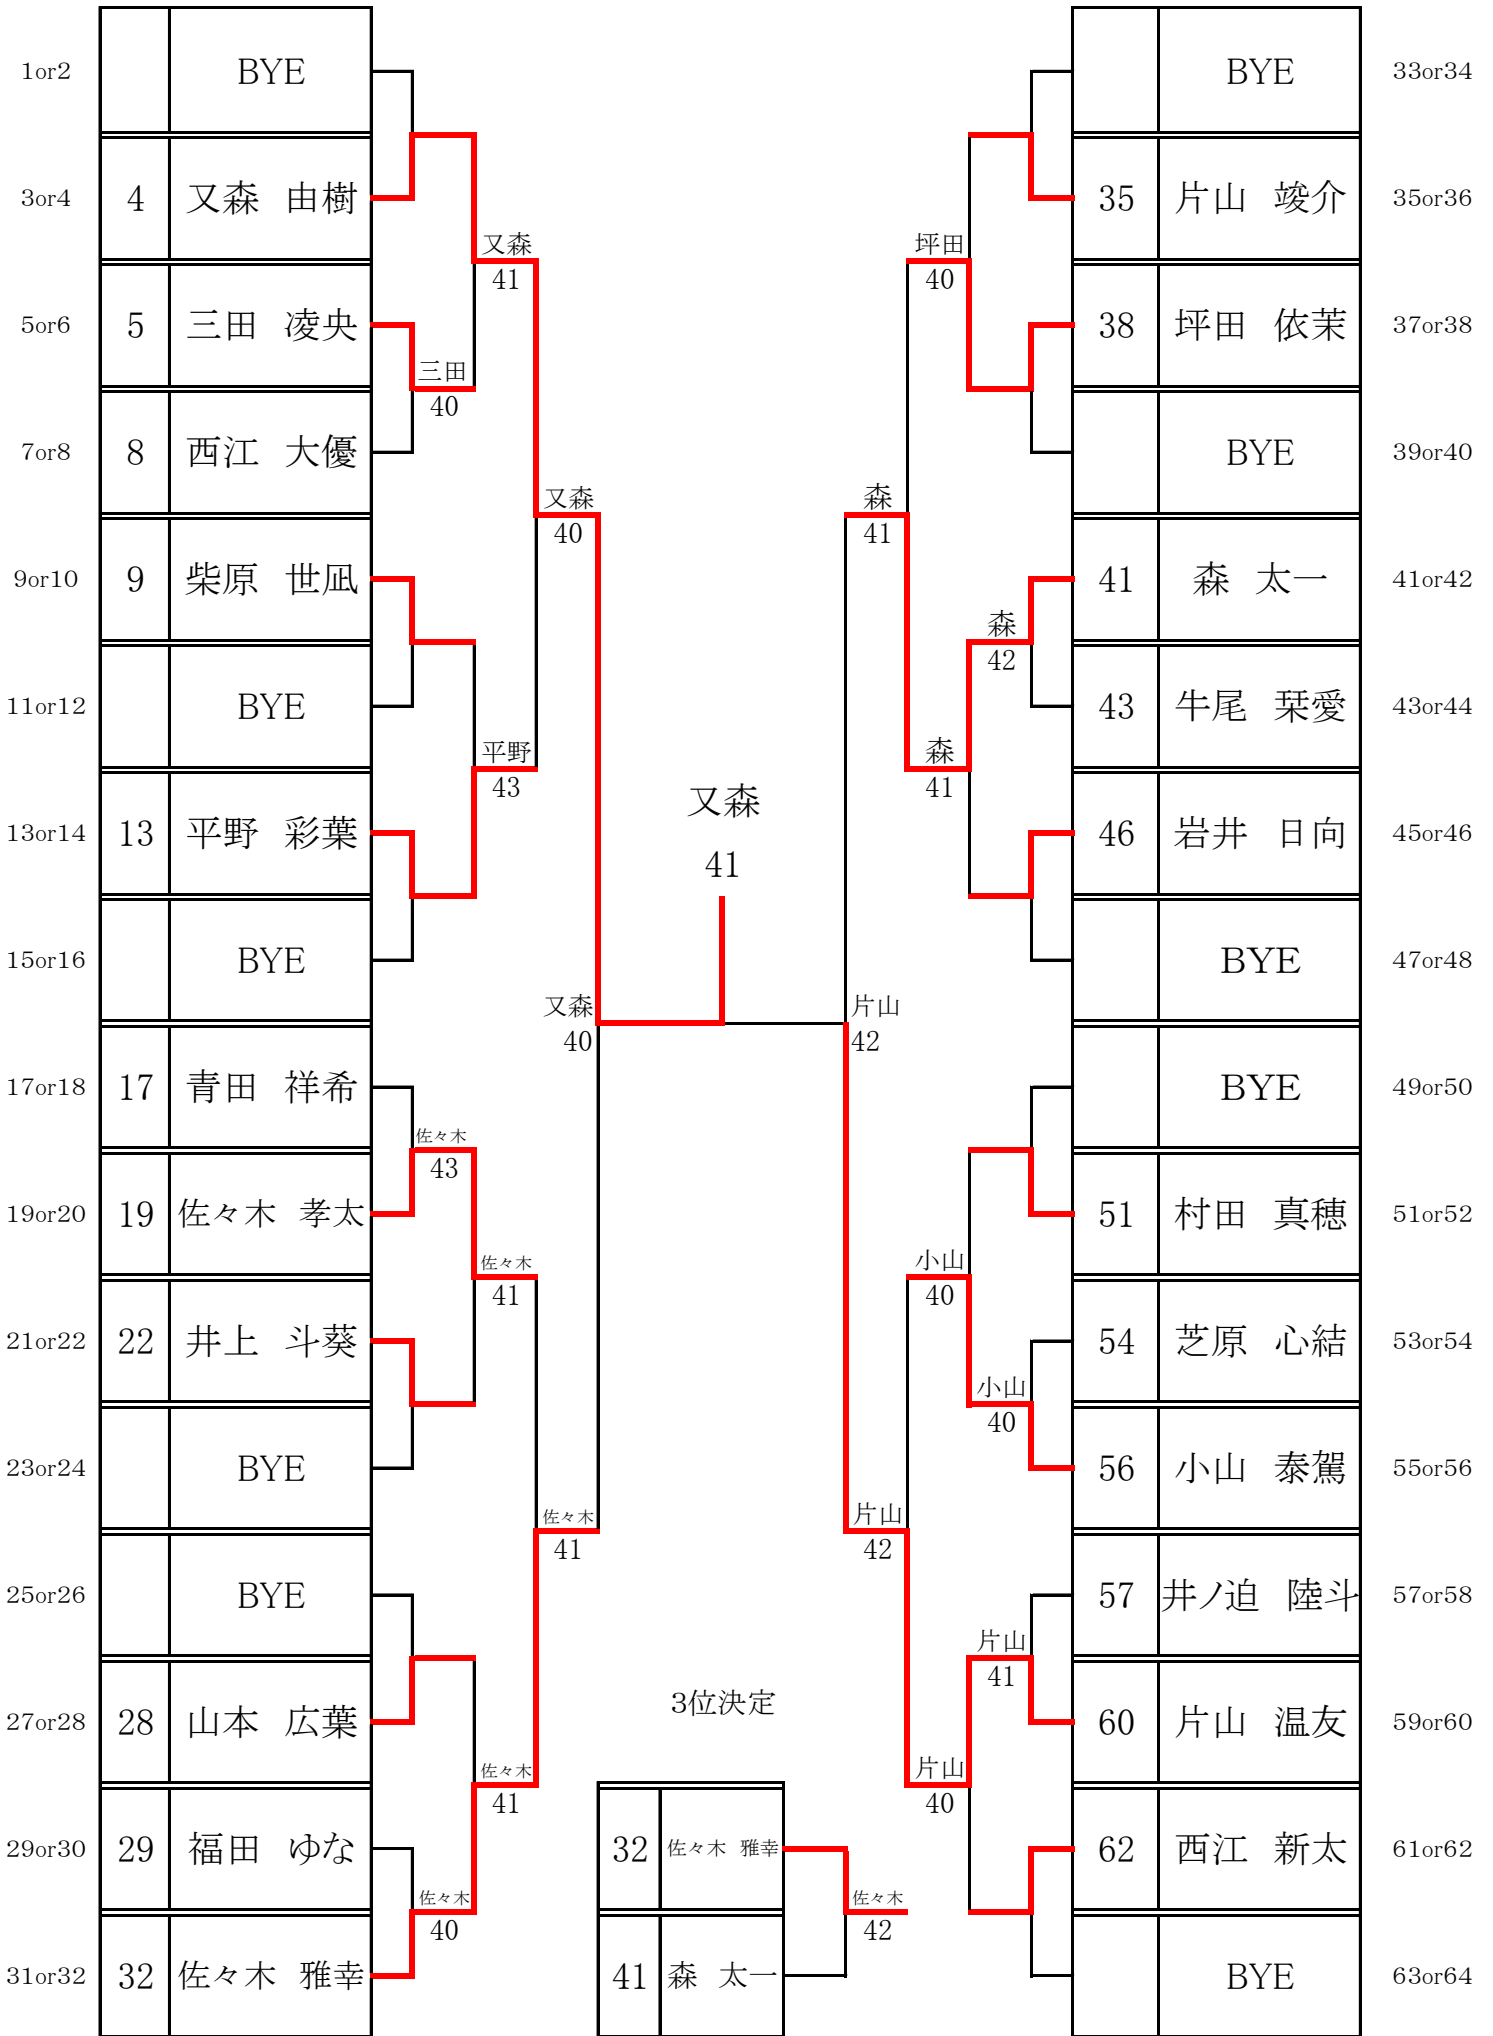 1or2 BYE
3or4 4 又森 由樹
又森
41
5or6 5 三田 凌央
三田
40
7or8 8 西江 大優
又森
40
9or10 9 柴原 世凪
11or12 BYE
平野
43
13or14 13 平野 彩葉
15or16 BYE
又森
40
17or18 17 青田 祥希
佐々木
43
19or20 19 佐々木 孝太
佐々木
41
21or22 22 井上 斗葵
23or24 BYE
佐々木
41
25or26 BYE
27or28 28 山本 広葉
佐々木
41
29or30 29 福田 ゆな
佐々木
40
31or32 32 佐々木 雅幸
又森
41
3位決定
32 佐々木 雅幸
佐々木
42
41 森 太一
BYE 33or34
35 片山 竣介 35or36
坪田
40
38 坪田 依茉 37or38
BYE 39or40
森
41
41 森 太一 41or42
森
42
43 牛尾 栞愛 43or44
森
41
46 岩井 日向 45or46
BYE 47or48
片山
42
BYE 49or50
51 村田 真穂 51or52
小山
40
54 芝原 心結 53or54
小山
40
56 小山 泰駕 55or56
片山
42
57 井ノ迫 陸斗 57or58
片山
41
60 片山 温友 59or60
片山
40
62 西江 新太 61or62
BYE 63or64